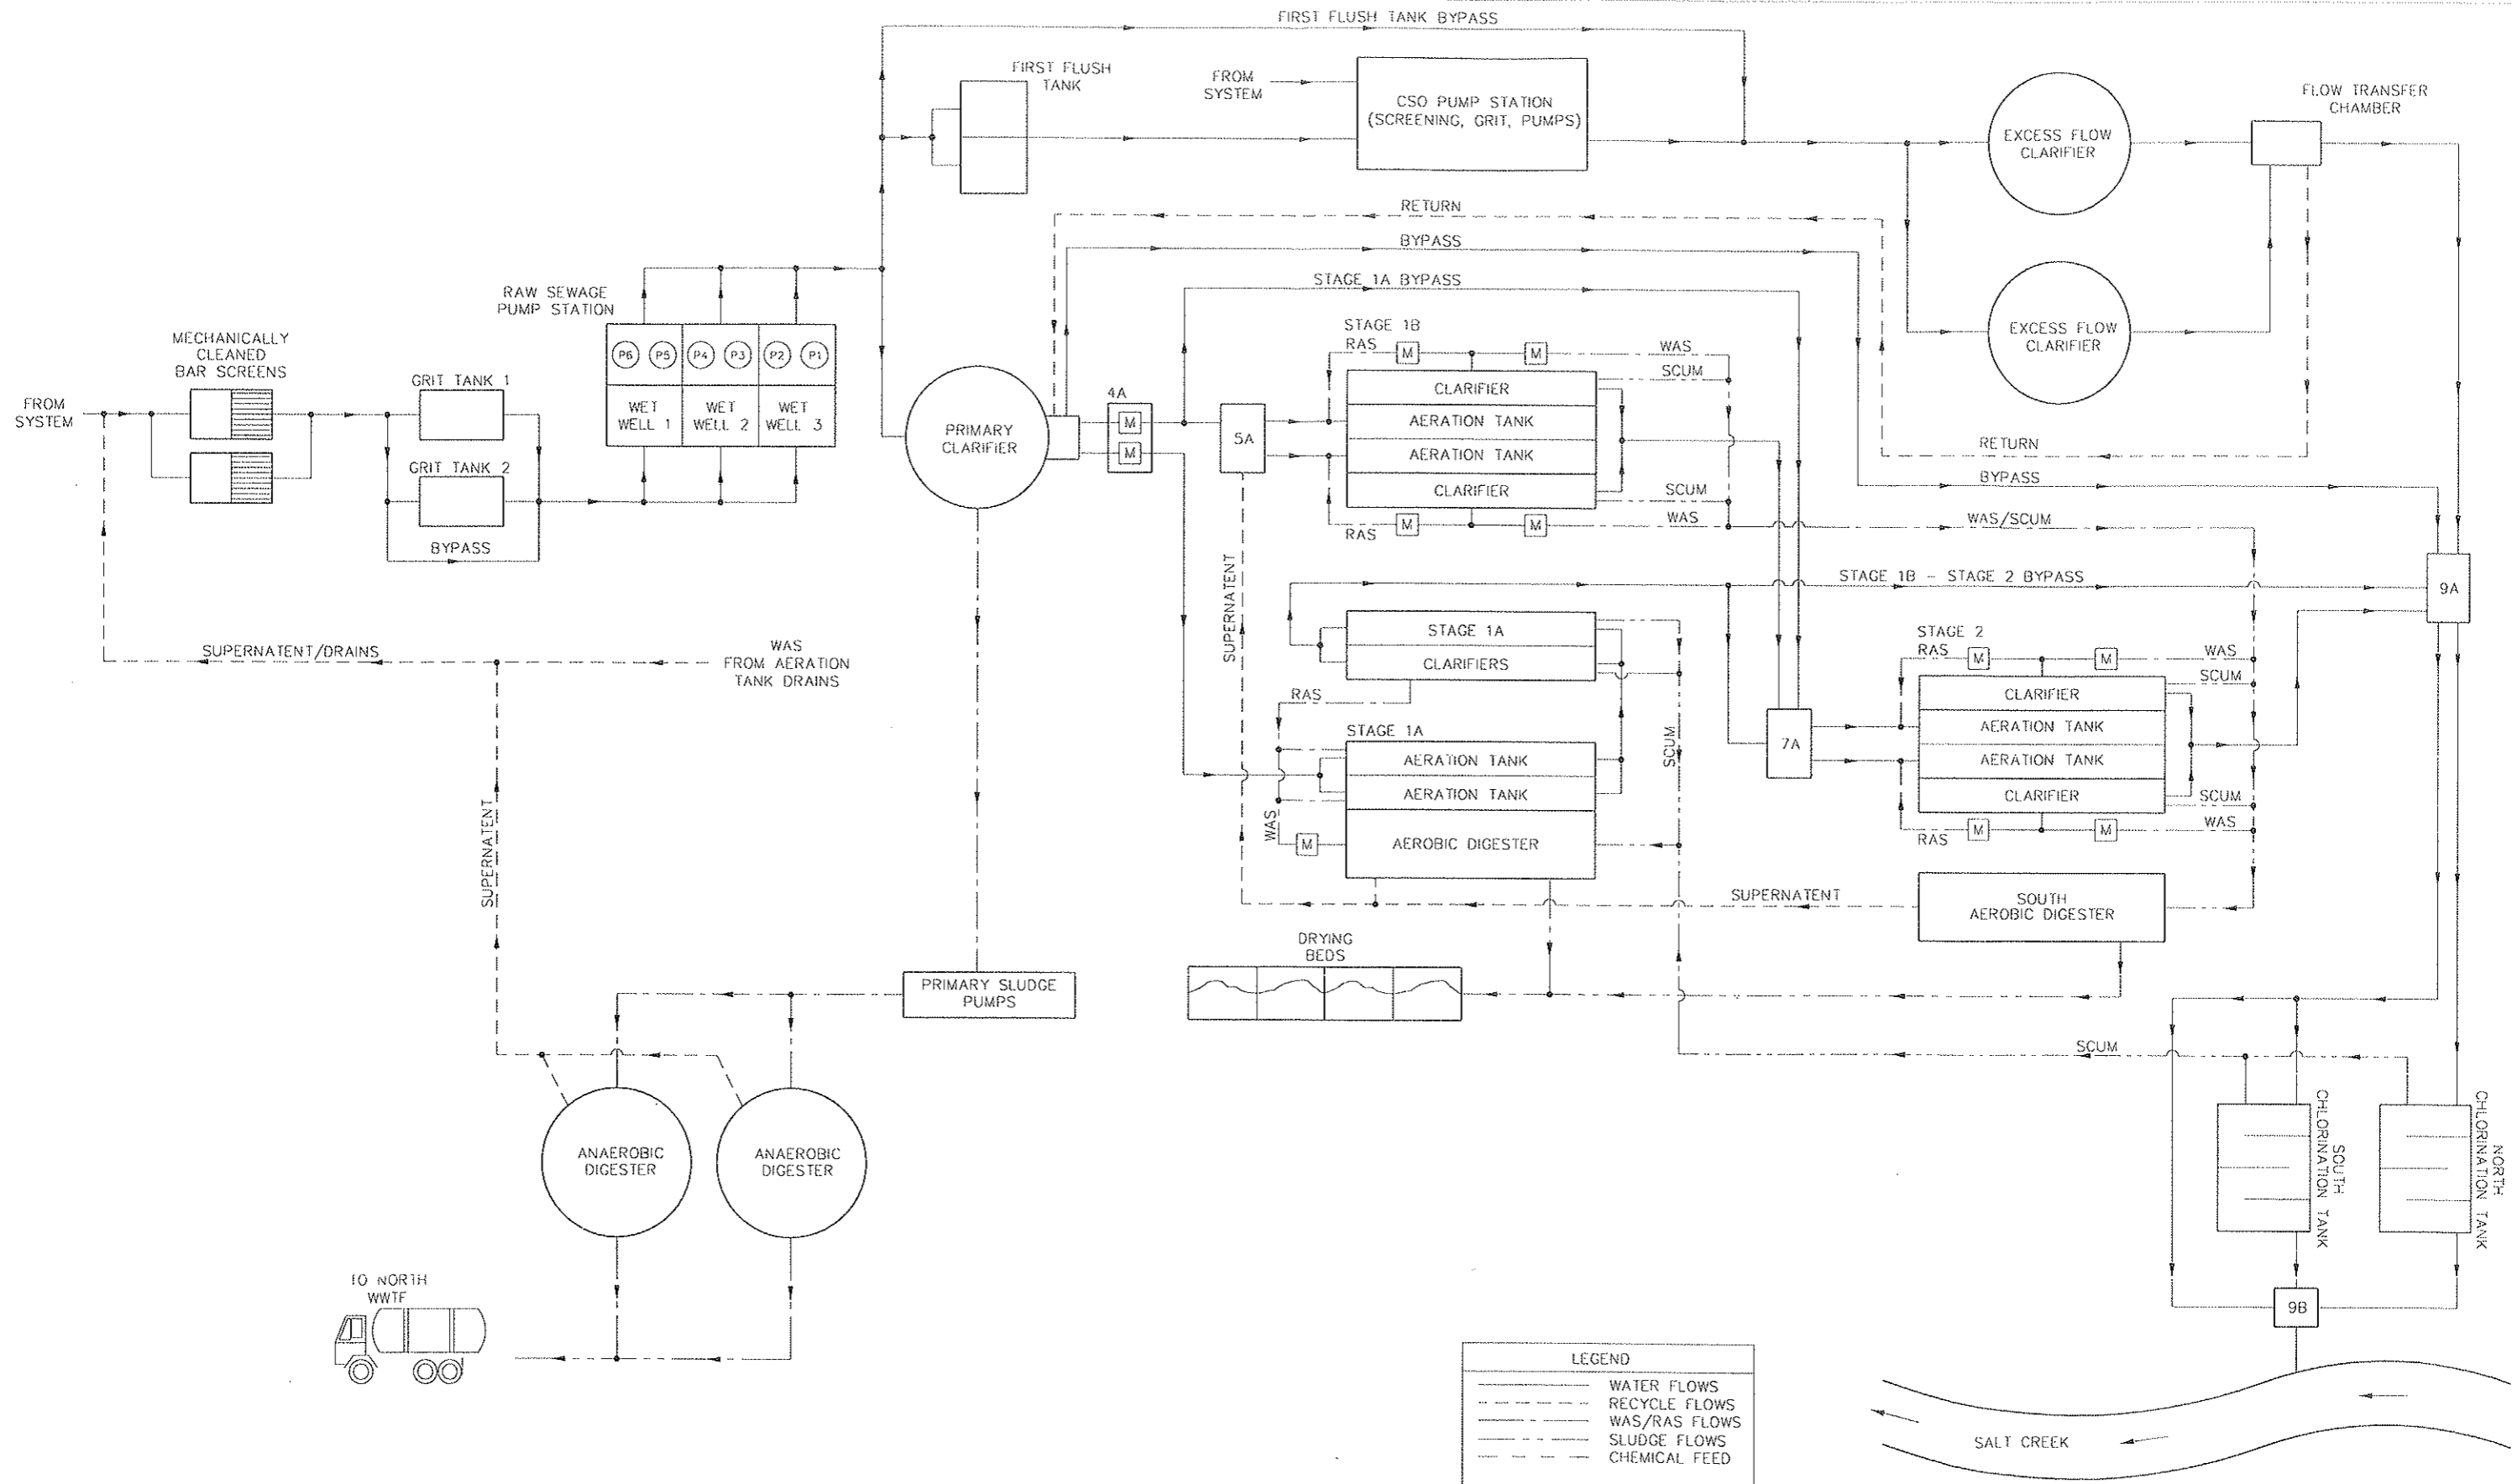 FIRST FLUSH TANK BYPASS
FIRST FLUSH
TANK
FROM
SYSTEM
CSO PUMP STATION
(SCREENING, GRIT, PUMPS)
EXCESS FLOW
CLARIFIER
FLOW TRANSFER
CHAMBER
RETURN
BYPASS
STAGE 1A BYPASS
EXCESS FLOW
CLARIFIER
RAW SEWAGE
PUMP STATION
P6 P5 P4 P3 P2 P1
WET
WELL 1
WET
WELL 2
WET
WELL 3
MECHANICALLY
CLEANED
BAR SCREENS
FROM
SYSTEM
GRIT TANK 1
GRIT TANK 2
BYPASS
PRIMARY
CLARIFIER
4A
M
M
5A
STAGE 1B
RAS
M
M
WAS
SCUM
CLARIFIER
AERATION TANK
AERATION TANK
CLARIFIER
SCUM
RAS
M
M
WAS
WAS/SCUM
RETURN
BYPASS
STAGE 1B - STAGE 2 BYPASS
9A
SUPERNATENT
STAGE 1A
CLARIFIERS
RAS
STAGE 1A
AERATION TANK
AERATION TANK
AEROBIC DIGESTER
WAS
M
SCUM
7A
STAGE 2
RAS
M
M
WAS
SCUM
CLARIFIER
AERATION TANK
AERATION TANK
CLARIFIER
SCUM
RAS
M
M
WAS
SUPERNATENT
SOUTH
AEROBIC DIGESTER
SUPERNATENT/DRAINS
WAS
FROM AERATION
TANK DRAINS
SUPERNATENT
DRYING
BEDS
PRIMARY SLUDGE
PUMPS
SCUM
ANAEROBIC
DIGESTER
ANAEROBIC
DIGESTER
SOUTH
CHLORINATION TANK
NORTH
CHLORINATION TANK
9B
TO NORTH
WWTF
LEGEND
WATER FLOWS
RECYCLE FLOWS
WAS/RAS FLOWS
SLUDGE FLOWS
CHEMICAL FEED
SALT CREEK